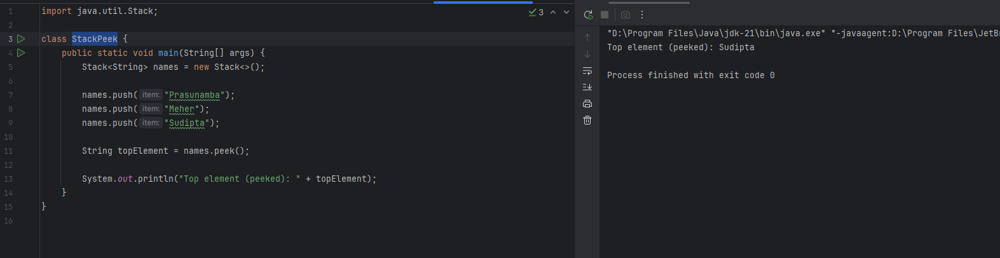 1 import java.util.Stack;
3
2
3 class StackPeek {
4 public static void main(String[] args) {
5 Stack<String> names = new Stack<>();
6
7 names.push( item: "Prasunamba");
8 names.push( item: "Meher");
9 names.push( item: "Sudipta");
10
11 String topElement = names.peek();
12
13 System.out.println("Top element (peeked): " + topElement);
14 }
15 }
16
"D:\Program Files\Java\jdk-21\bin\java.exe" "-javaagent:D:\Program Files\JetBr
Top element (peeked): Sudipta
Process finished with exit code 0